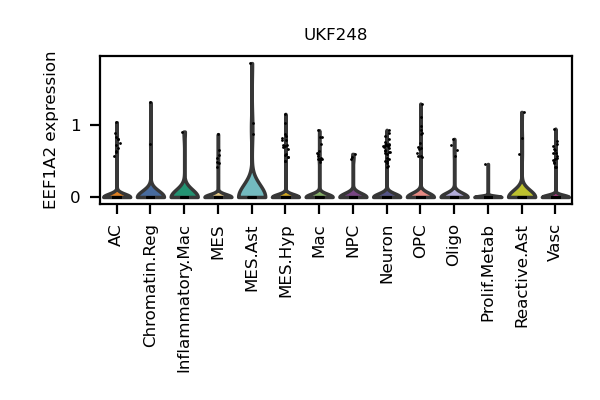 UKF248
EEF1A2 expression
1
0
AC
Chromatin.Reg
Inflammatory.Mac
MES
MES.Ast
MES.Hyp
Mac
NPC
Neuron
OPC
Oligo
Prolif.Metab
Reactive.Ast
Vasc